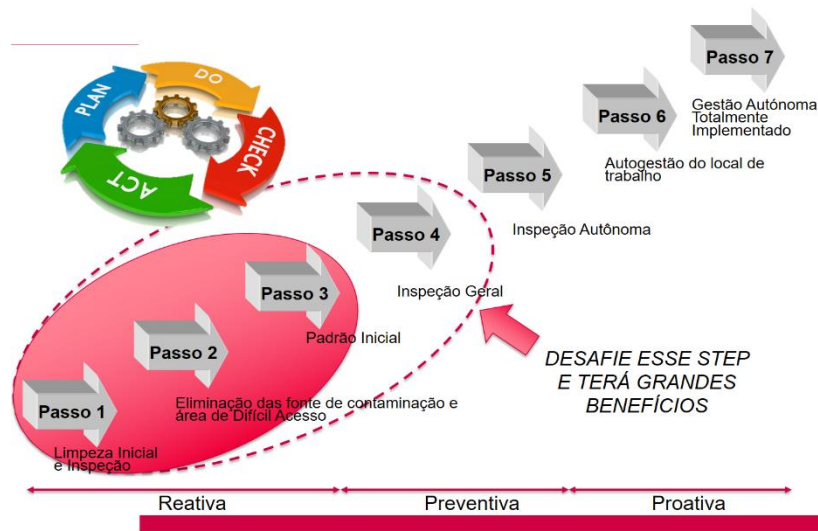 PLAN
DO
CHECK
ACT
Passo 7
Gestão Autónoma
Totalmente
Implementado
Passo 6
Autogestão do local de
trabalho
Passo 5
Inspeção Autônoma
Passo 4
Inspeção Geral
Passo 3
Padrão Inicial
Passo 2
Eliminação das fonte de contaminação e
área de Difícil Acesso
Passo 1
Limpeza Inicial
e Inspeção
DESAFIE ESSE STEP
E TERÁ GRANDES
BENEFÍCIOS
Reativa
Preventiva
Proativa